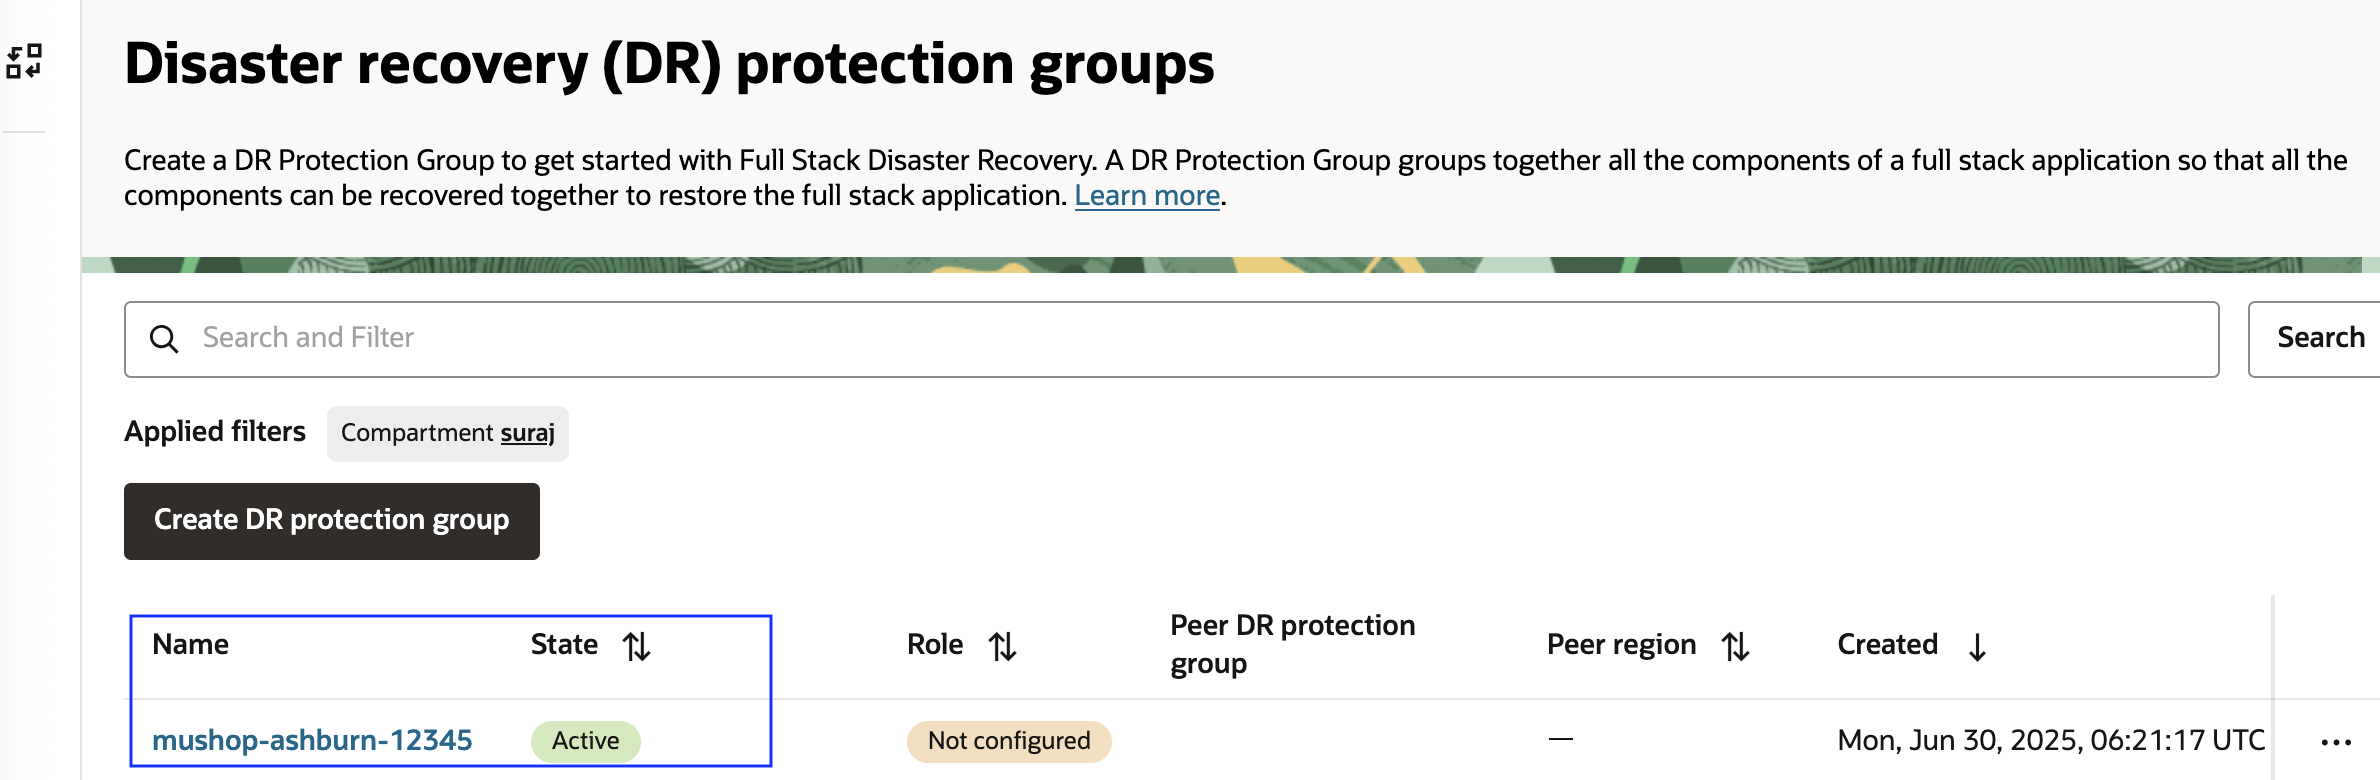 Disaster recovery (DR) protection groups
Create a DR Protection Group to get started with Full Stack Disaster Recovery. A DR Protection Group groups together all the components of a full stack application so that all the
components can be recovered together to restore the full stack application. Learn more.
Search and Filter
Search
Applied filters Compartment suraj
Create DR protection group
Name State Role Peer DR protection group Peer region Created
mushop-ashburn-12345 Active Not configured — Mon, Jun 30, 2025, 06:21:17 UTC